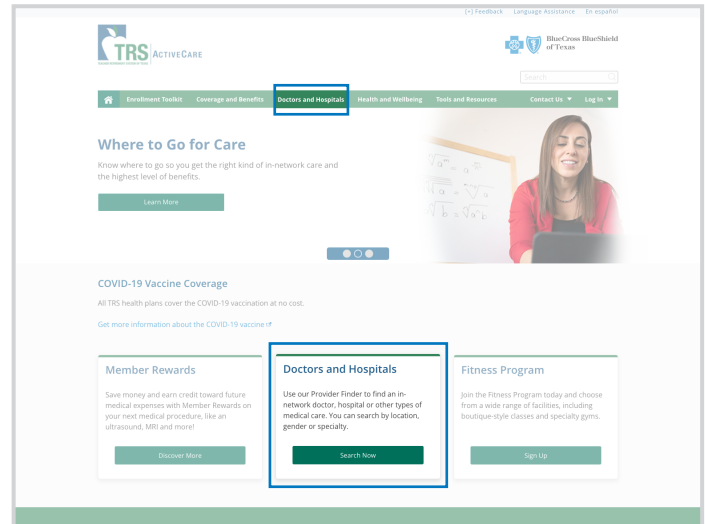 [+] Feedback Language Assistance En español
TRS ACTIVECARE
BlueCross BlueShield
of Texas
Search
Enrollment Toolkit Coverage and Benefits Doctors and Hospitals Health and Wellbeing Tools and Resources Contact Us Log In
Where to Go for Care
Know where to go so you get the right kind of in-network care and
the highest level of benefits.
Learn More
COVID-19 Vaccine Coverage
All TRS health plans cover the COVID-19 vaccination at no cost.
Get more information about the COVID-19 vaccine
Member Rewards
Save money and earn credit toward future
medical expenses with Member Rewards on
your next medical procedure, like an
ultrasound, MRI and more!
Discover More
Doctors and Hospitals
Use our Provider Finder to find an in-
network doctor, hospital or other types of
medical care. You can search by location,
gender or specialty.
Search Now
Fitness Program
Join the Fitness Program today and choose
from a wide range of facilities, including
boutique-style classes and specialty gyms.
Sign Up